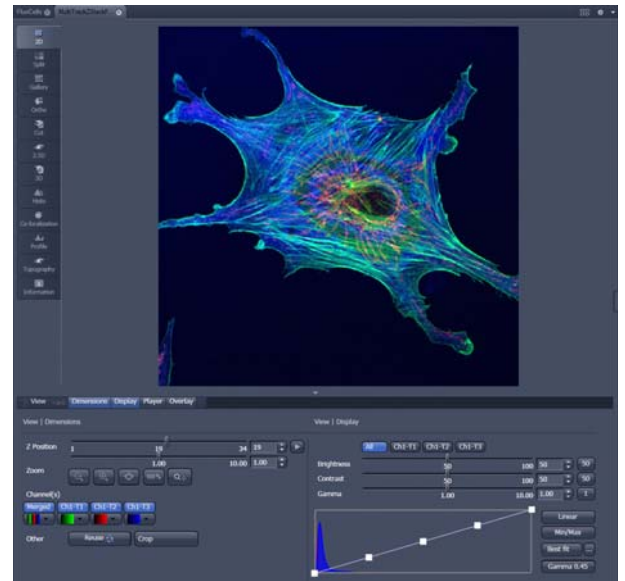 FluoCells MultiTrackZStackF...
2D
Split
Gallery
Ortho
Cut
2.5D
3D
Histo
Co-localization
Profile
Topography
Information
View Dimensions Display Player Overlay
View | Dimensions
View | Display
Z Position 1 19 34 19
Zoom 1.00 10.00 1.00
100%
Channel(s)
Merged Ch1-T1 Ch1-T2 Ch1-T3
Other Reuse Crop
All Ch1-T1 Ch1-T2 Ch1-T3
Brightness 50 100 50 50
Contrast 50 100 50 50
Gamma 1.00 10.00 1.00 1
Linear
Min/Max
Best fit ...
Gamma 0.45